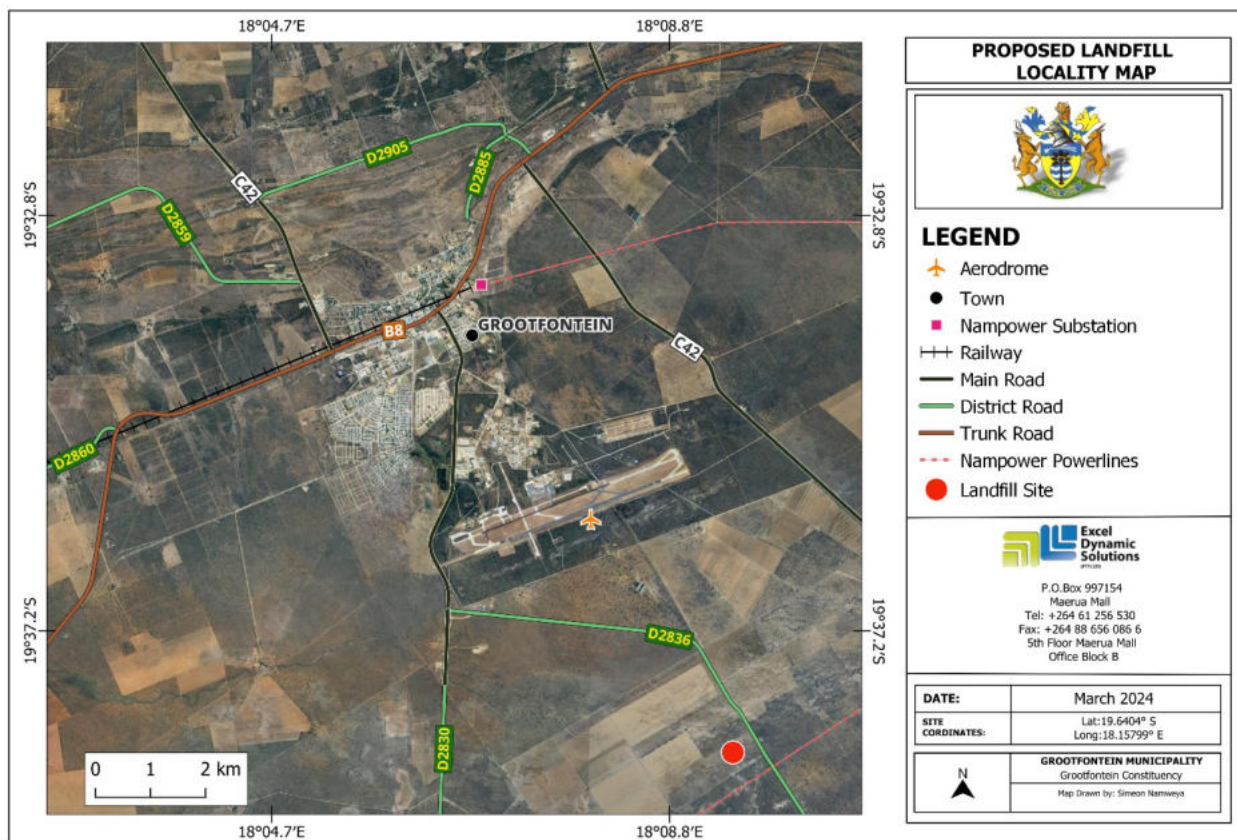 18°04.7'E
18°08.8'E
19°32.8'S
19°32.8'S
19°37.2'S
19°37.2'S
18°04.7'E
18°08.8'E
D2905
D2885
C42
D2859
B8
GROOTFONTEIN
C42
D2860
D2836
D2830
0 1 2 km
PROPOSED LANDFILL
LOCALITY MAP
LEGEND
Aerodrome
Town
Nampower Substation
Railway
Main Road
District Road
Trunk Road
Nampower Powerlines
Landfill Site
Excel
Dynamic
Solutions
P.O.Box 997154
Maerua Mall
Tel: +264 61 256 530
Fax: +264 88 656 086 6
5th Floor Maerua Mall
Office Block B
DATE: March 2024
SITE CORDINATES:
Lat:19.6404° S
Long:18.15799° E
N
GROOTFONTEIN MUNICIPALITY
Grootfontein Constituency
Map Drawn by: Simeon Namweya